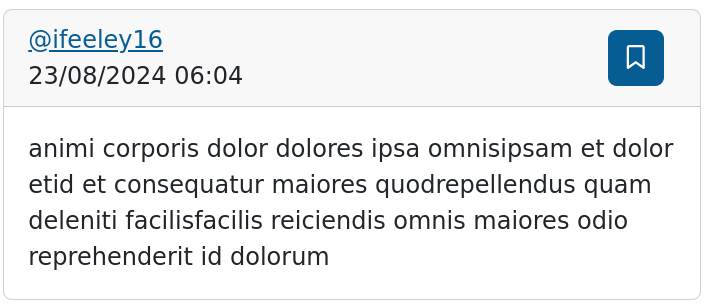 @ifeeley16
23/08/2024 06:04
animi corporis dolor dolores ipsa omnisipsam et dolor
etid et consequatur maiores quodrepellendus quam
deleniti facilisfacilis reiciendis omnis maiores odio
reprehenderit id dolorum